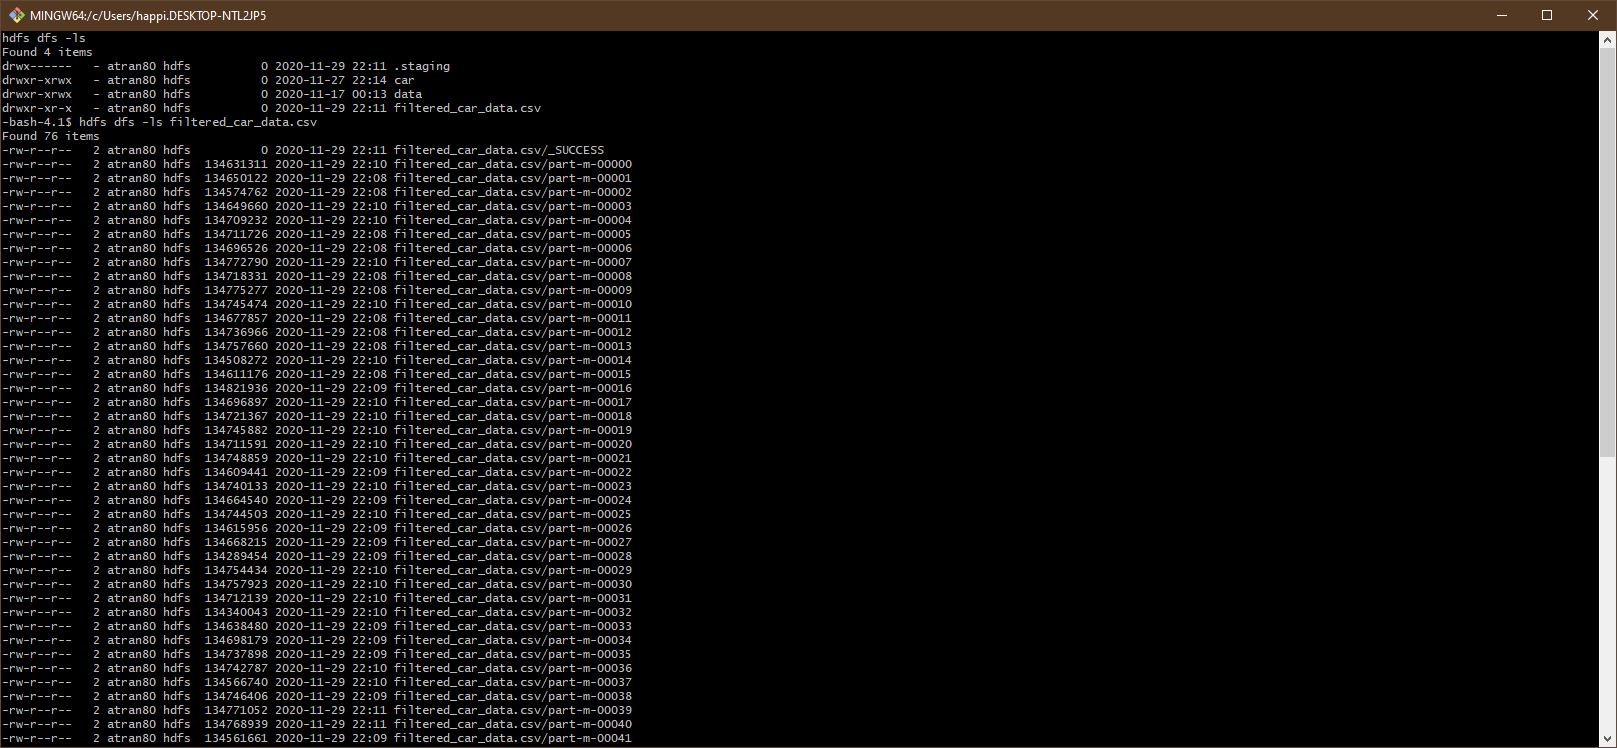 MINGW64:/c/Users/happi.DESKTOP-NTL2JP5
hdfs dfs -ls
Found 4 items
drwx------   - atran80 hdfs          0 2020-11-29 22:11 .staging
drwxr-xrwx   - atran80 hdfs          0 2020-11-27 22:14 car
drwxr-xrwx   - atran80 hdfs          0 2020-11-17 00:13 data
drwxr-xr-x   - atran80 hdfs          0 2020-11-29 22:11 filtered_car_data.csv
-bash-4.1$ hdfs dfs -ls filtered_car_data.csv
Found 76 items
-rw-r--r--   2 atran80 hdfs          0 2020-11-29 22:11 filtered_car_data.csv/_SUCCESS
-rw-r--r--   2 atran80 hdfs  134631311 2020-11-29 22:10 filtered_car_data.csv/part-m-00000
-rw-r--r--   2 atran80 hdfs  134650122 2020-11-29 22:08 filtered_car_data.csv/part-m-00001
-rw-r--r--   2 atran80 hdfs  134574762 2020-11-29 22:08 filtered_car_data.csv/part-m-00002
-rw-r--r--   2 atran80 hdfs  134649660 2020-11-29 22:10 filtered_car_data.csv/part-m-00003
-rw-r--r--   2 atran80 hdfs  134709232 2020-11-29 22:10 filtered_car_data.csv/part-m-00004
-rw-r--r--   2 atran80 hdfs  134711726 2020-11-29 22:08 filtered_car_data.csv/part-m-00005
-rw-r--r--   2 atran80 hdfs  134696526 2020-11-29 22:08 filtered_car_data.csv/part-m-00006
-rw-r--r--   2 atran80 hdfs  134772790 2020-11-29 22:10 filtered_car_data.csv/part-m-00007
-rw-r--r--   2 atran80 hdfs  134718331 2020-11-29 22:08 filtered_car_data.csv/part-m-00008
-rw-r--r--   2 atran80 hdfs  134775277 2020-11-29 22:08 filtered_car_data.csv/part-m-00009
-rw-r--r--   2 atran80 hdfs  134745474 2020-11-29 22:10 filtered_car_data.csv/part-m-00010
-rw-r--r--   2 atran80 hdfs  134677857 2020-11-29 22:08 filtered_car_data.csv/part-m-00011
-rw-r--r--   2 atran80 hdfs  134736966 2020-11-29 22:08 filtered_car_data.csv/part-m-00012
-rw-r--r--   2 atran80 hdfs  134757660 2020-11-29 22:08 filtered_car_data.csv/part-m-00013
-rw-r--r--   2 atran80 hdfs  134508272 2020-11-29 22:10 filtered_car_data.csv/part-m-00014
-rw-r--r--   2 atran80 hdfs  134611176 2020-11-29 22:08 filtered_car_data.csv/part-m-00015
-rw-r--r--   2 atran80 hdfs  134821936 2020-11-29 22:09 filtered_car_data.csv/part-m-00016
-rw-r--r--   2 atran80 hdfs  134696897 2020-11-29 22:10 filtered_car_data.csv/part-m-00017
-rw-r--r--   2 atran80 hdfs  134721367 2020-11-29 22:10 filtered_car_data.csv/part-m-00018
-rw-r--r--   2 atran80 hdfs  134745882 2020-11-29 22:10 filtered_car_data.csv/part-m-00019
-rw-r--r--   2 atran80 hdfs  134711591 2020-11-29 22:10 filtered_car_data.csv/part-m-00020
-rw-r--r--   2 atran80 hdfs  134748859 2020-11-29 22:10 filtered_car_data.csv/part-m-00021
-rw-r--r--   2 atran80 hdfs  134609441 2020-11-29 22:09 filtered_car_data.csv/part-m-00022
-rw-r--r--   2 atran80 hdfs  134740133 2020-11-29 22:10 filtered_car_data.csv/part-m-00023
-rw-r--r--   2 atran80 hdfs  134664540 2020-11-29 22:09 filtered_car_data.csv/part-m-00024
-rw-r--r--   2 atran80 hdfs  134744503 2020-11-29 22:10 filtered_car_data.csv/part-m-00025
-rw-r--r--   2 atran80 hdfs  134615956 2020-11-29 22:09 filtered_car_data.csv/part-m-00026
-rw-r--r--   2 atran80 hdfs  134668215 2020-11-29 22:09 filtered_car_data.csv/part-m-00027
-rw-r--r--   2 atran80 hdfs  134289454 2020-11-29 22:09 filtered_car_data.csv/part-m-00028
-rw-r--r--   2 atran80 hdfs  134754434 2020-11-29 22:10 filtered_car_data.csv/part-m-00029
-rw-r--r--   2 atran80 hdfs  134757923 2020-11-29 22:10 filtered_car_data.csv/part-m-00030
-rw-r--r--   2 atran80 hdfs  134712139 2020-11-29 22:10 filtered_car_data.csv/part-m-00031
-rw-r--r--   2 atran80 hdfs  134340043 2020-11-29 22:09 filtered_car_data.csv/part-m-00032
-rw-r--r--   2 atran80 hdfs  134638480 2020-11-29 22:09 filtered_car_data.csv/part-m-00033
-rw-r--r--   2 atran80 hdfs  134698179 2020-11-29 22:09 filtered_car_data.csv/part-m-00034
-rw-r--r--   2 atran80 hdfs  134737898 2020-11-29 22:09 filtered_car_data.csv/part-m-00035
-rw-r--r--   2 atran80 hdfs  134742787 2020-11-29 22:10 filtered_car_data.csv/part-m-00036
-rw-r--r--   2 atran80 hdfs  134566740 2020-11-29 22:10 filtered_car_data.csv/part-m-00037
-rw-r--r--   2 atran80 hdfs  134746406 2020-11-29 22:09 filtered_car_data.csv/part-m-00038
-rw-r--r--   2 atran80 hdfs  134771052 2020-11-29 22:11 filtered_car_data.csv/part-m-00039
-rw-r--r--   2 atran80 hdfs  134768939 2020-11-29 22:11 filtered_car_data.csv/part-m-00040
-rw-r--r--   2 atran80 hdfs  134561661 2020-11-29 22:09 filtered_car_data.csv/part-m-00041